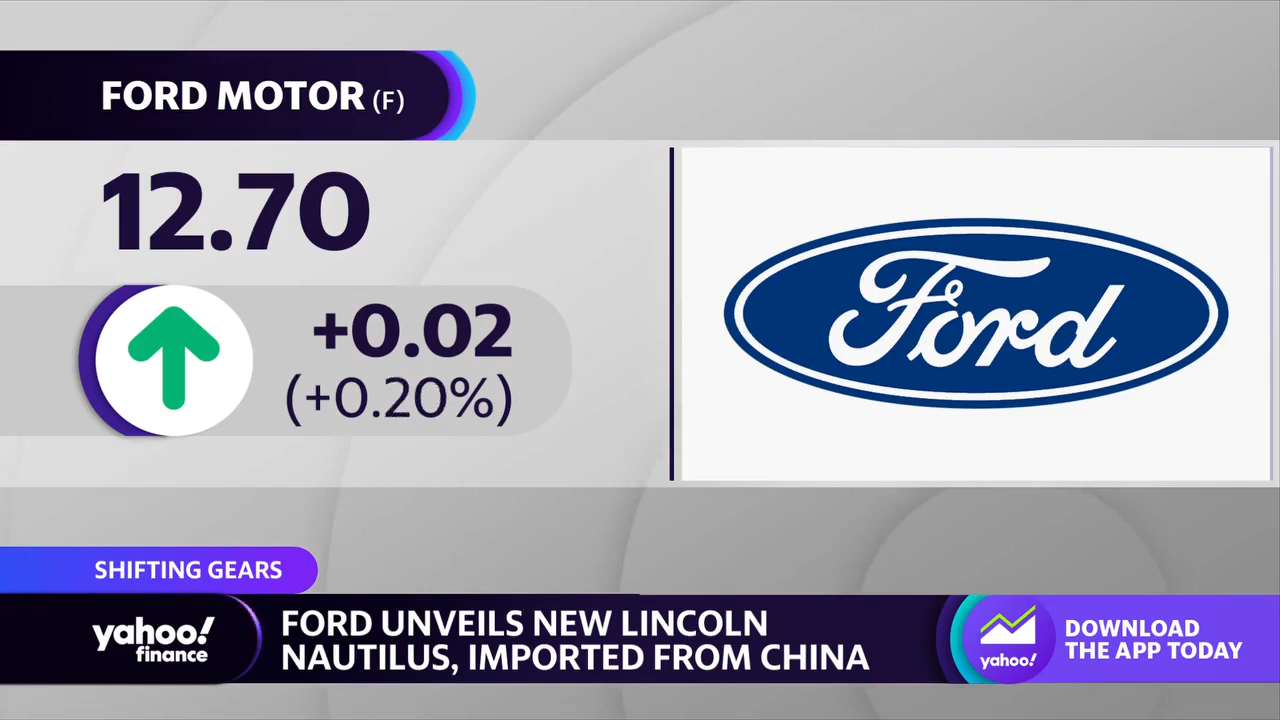 FORD MOTOR (F)
12.70
+0.02
(+0.20%)
Ford
SHIFTING GEARS
yahoo!
finance
FORD UNVEILS NEW LINCOLN
NAUTILUS, IMPORTED FROM CHINA
yahoo!
DOWNLOAD
THE APP TODAY